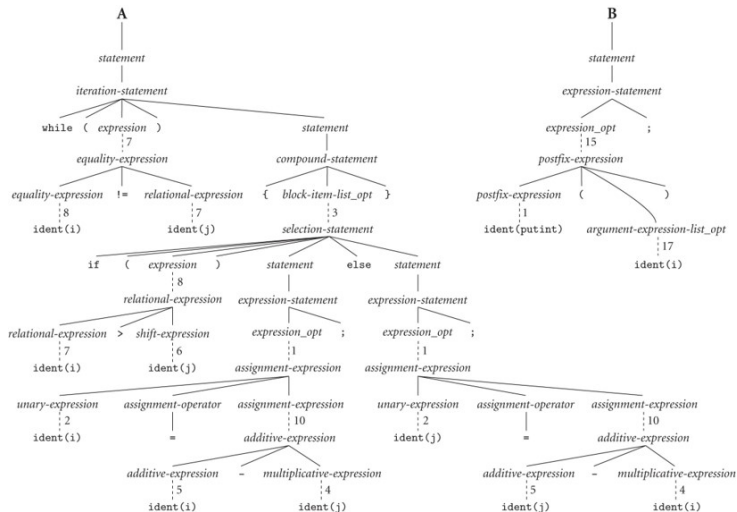 A B
statement statement
iteration-statement expression-statement
while ( expression ) statement expression_opt ;
7 15
equality-expression compound-statement postfix-expression
equality-expression != relational-expression { block-item-list_opt } postfix-expression ( )
8 7 3 1
ident(i) ident(j) selection-statement ident(putint) argument-expression-list_opt
17
if ( expression ) statement else statement ident(i)
8
relational-expression expression-statement expression-statement
relational-expression > shift-expression expression_opt ; expression_opt ;
7 6 1 1
ident(i) ident(j) assignment-expression assignment-expression
unary-expression assignment-operator assignment-expression unary-expression assignment-operator assignment-expression
2 10 2 10
ident(i) = additive-expression ident(j) = additive-expression
additive-expression − multiplicative-expression additive-expression − multiplicative-expression
5 4 5 4
ident(i) ident(j) ident(j) ident(i)